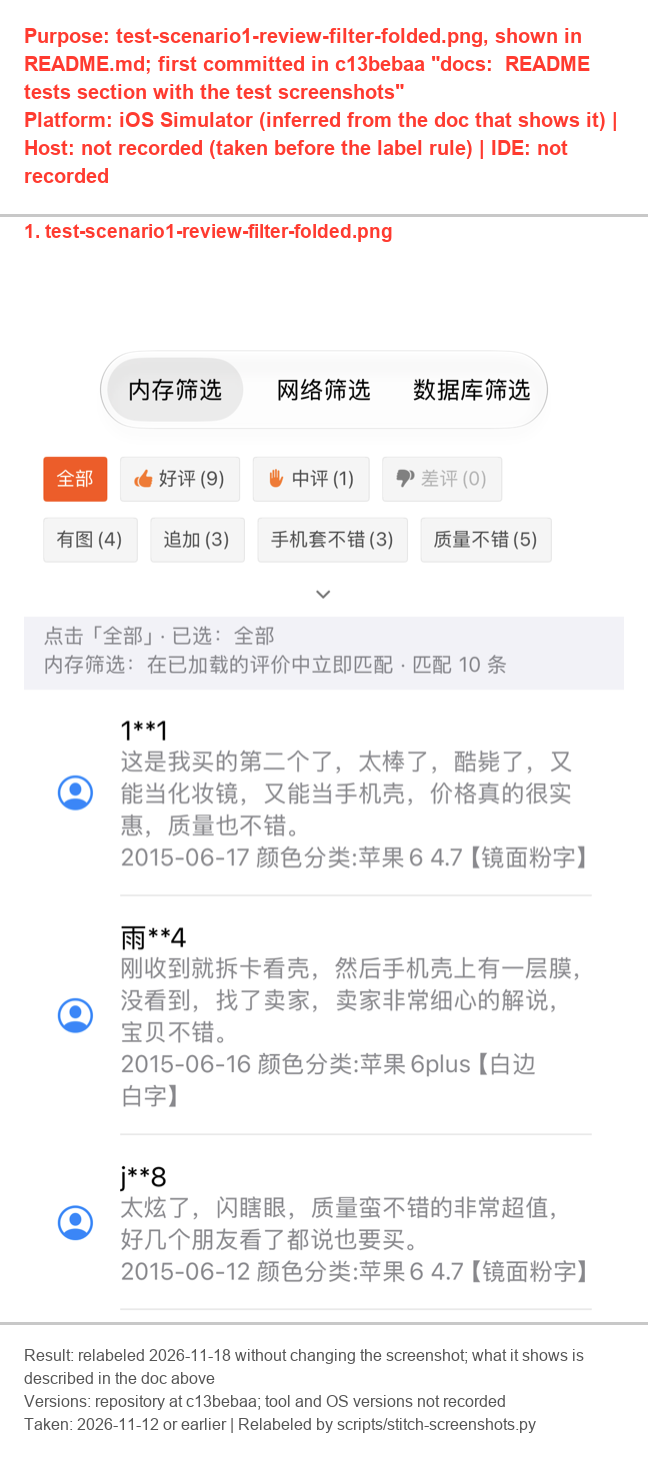 Purpose: test-scenario1-review-filter-folded.png, shown in
README.md; first committed in c13bebaa "docs:  README
tests section with the test screenshots"
Platform: iOS Simulator (inferred from the doc that shows it) |
Host: not recorded (taken before the label rule) | IDE: not
recorded
1. test-scenario1-review-filter-folded.png
内存筛选 网络筛选 数据库筛选
全部 好评 (9) 中评 (1) 差评 (0)
有图 (4) 追加 (3) 手机套不错 (3) 质量不错 (5)
点击「全部」· 已选：全部
内存筛选：在已加载的评价中立即匹配 · 匹配 10 条
1**1
这是我买的第二个了，太棒了，酷毙了，又
能当化妆镜，又能当手机壳，价格真的很实
惠，质量也不错。
2015-06-17 颜色分类:苹果 6 4.7【镜面粉字】
雨**4
刚收到就拆卡看壳，然后手机壳上有一层膜，
没看到，找了卖家，卖家非常细心的解说，
宝贝不错。
2015-06-16 颜色分类:苹果 6plus【白边
白字】
j**8
太炫了，闪瞎眼，质量蛮不错的非常超值，
好几个朋友看了都说也要买。
2015-06-12 颜色分类:苹果 6 4.7【镜面粉字】
Result: relabeled 2026-11-18 without changing the screenshot; what it shows is
described in the doc above
Versions: repository at c13bebaa; tool and OS versions not recorded
Taken: 2026-11-12 or earlier | Relabeled by scripts/stitch-screenshots.py